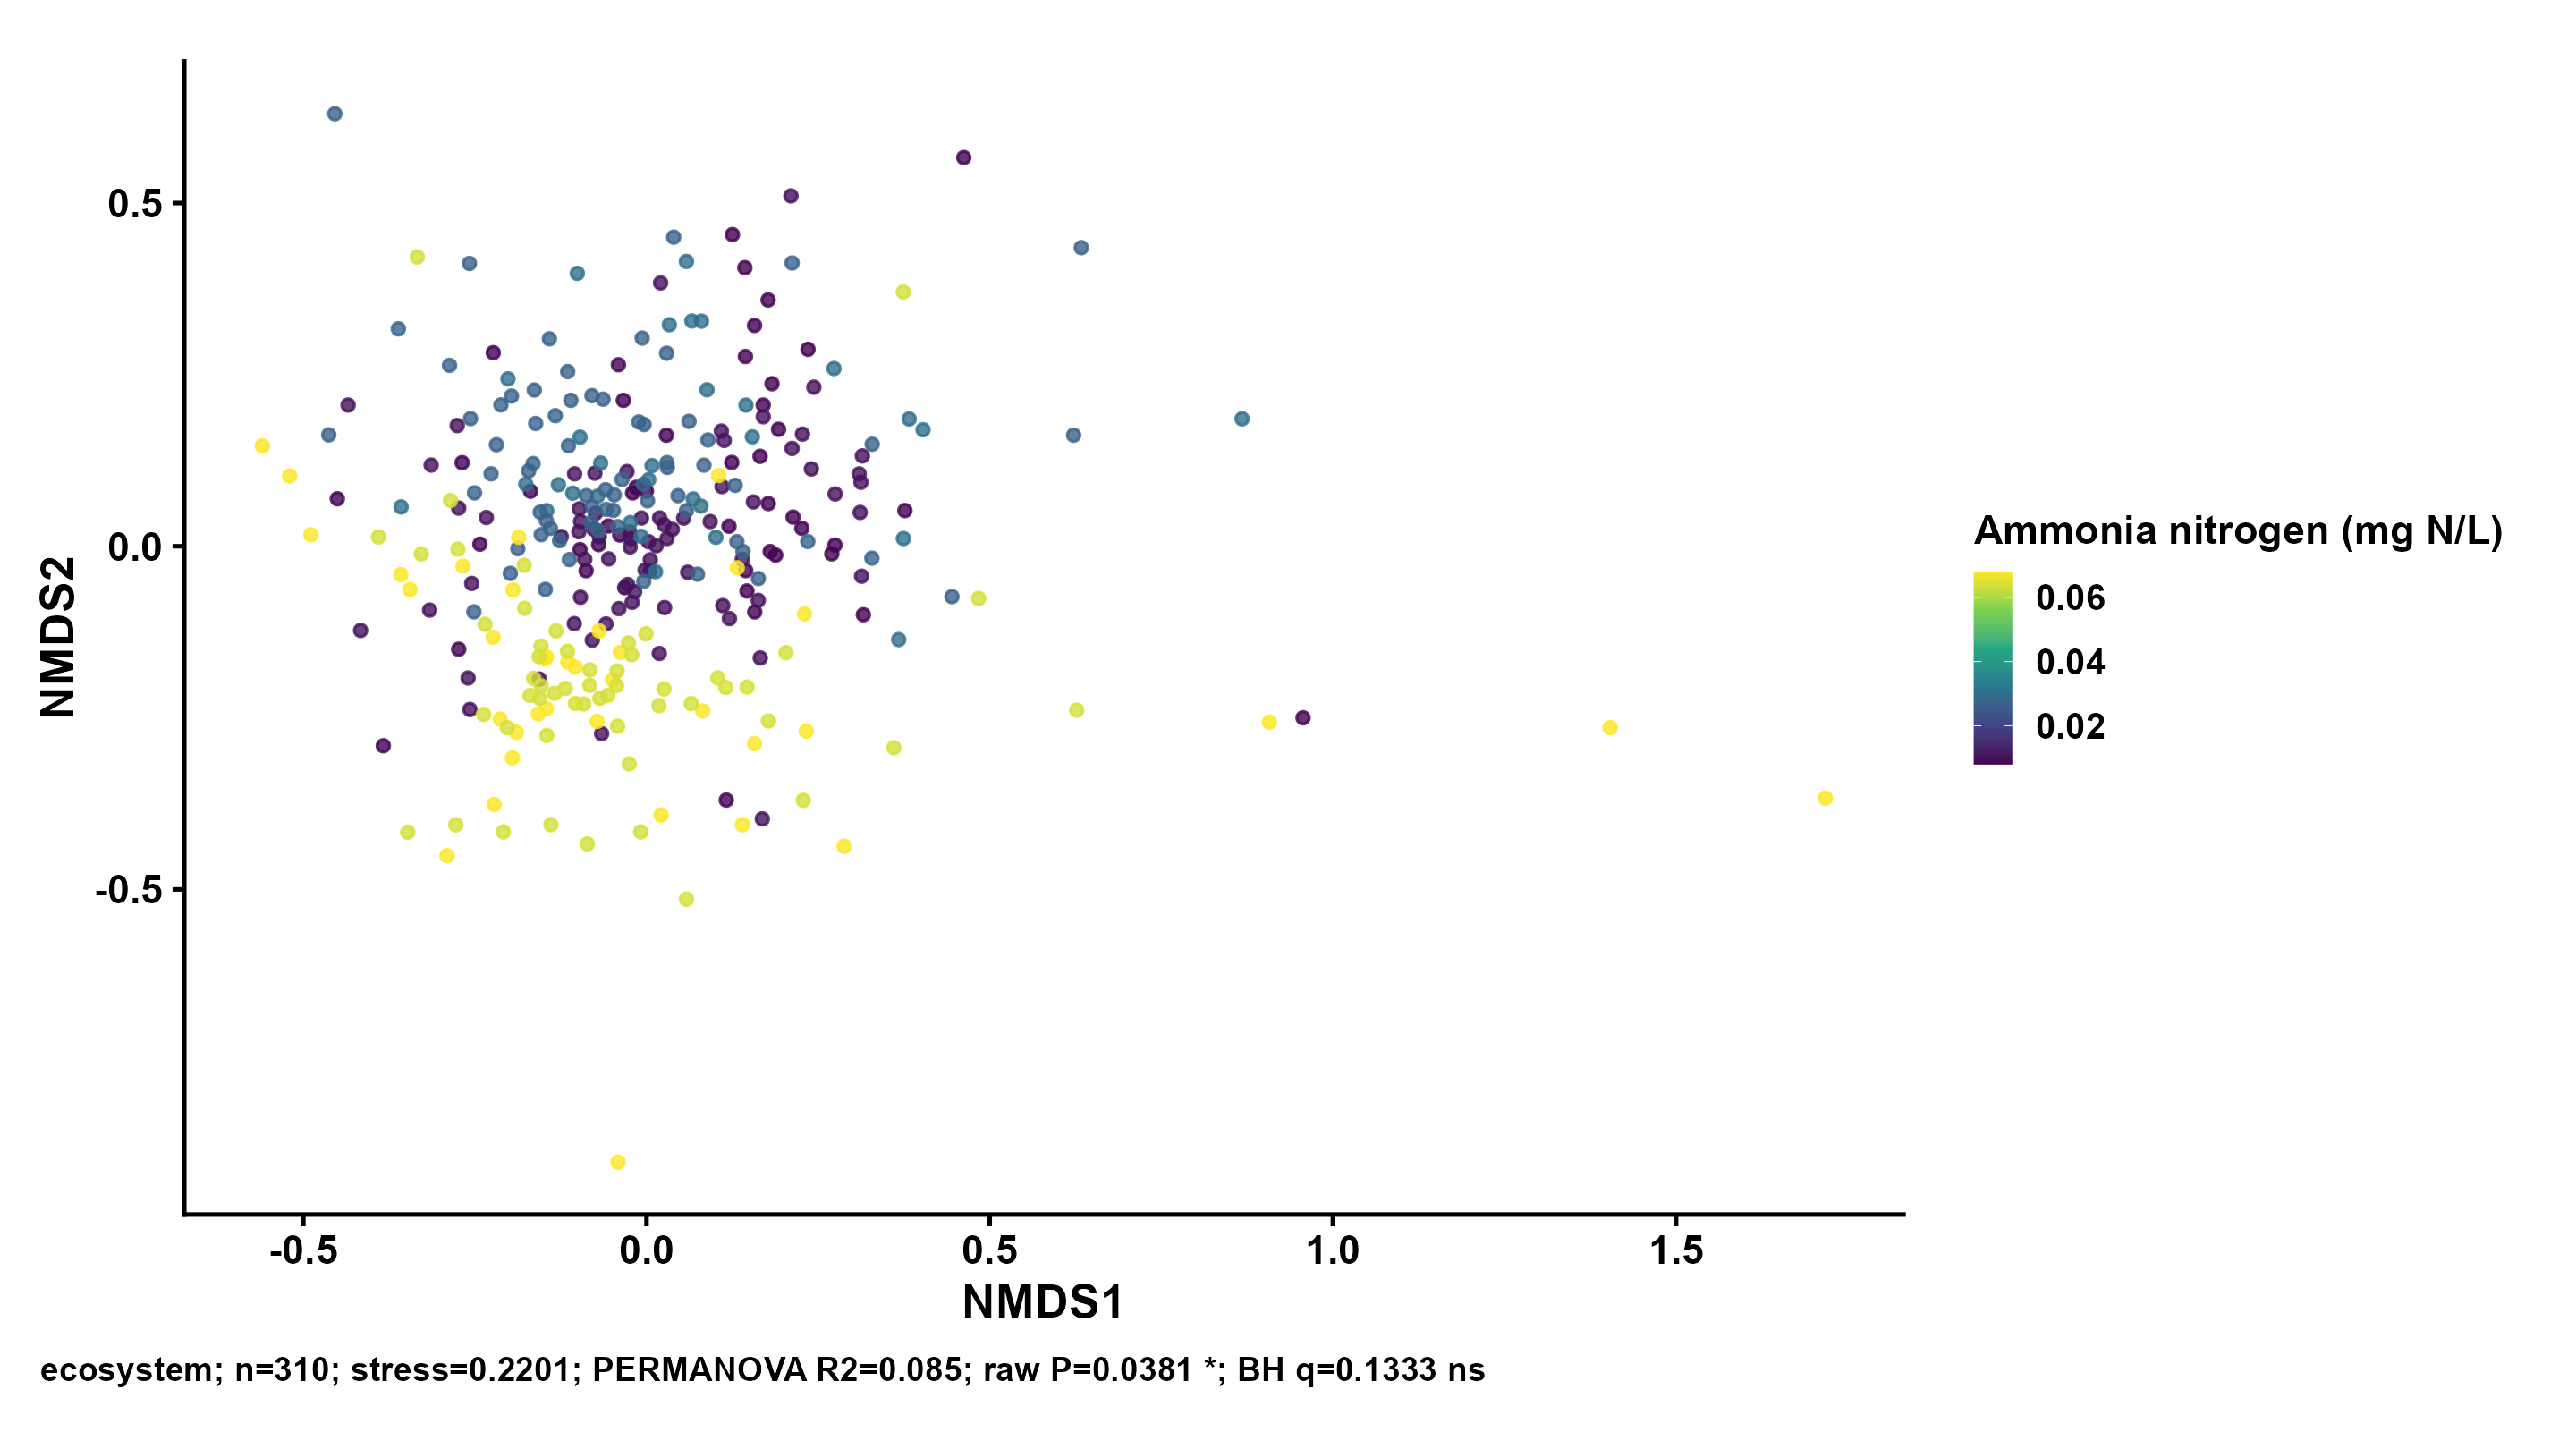 0.5
0.0
-0.5
NMDS2
-0.5 0.0 0.5 1.0 1.5
NMDS1
Ammonia nitrogen (mg N/L)
0.06
0.04
0.02
ecosystem; n=310; stress=0.2201; PERMANOVA R2=0.085; raw P=0.0381 *; BH q=0.1333 ns